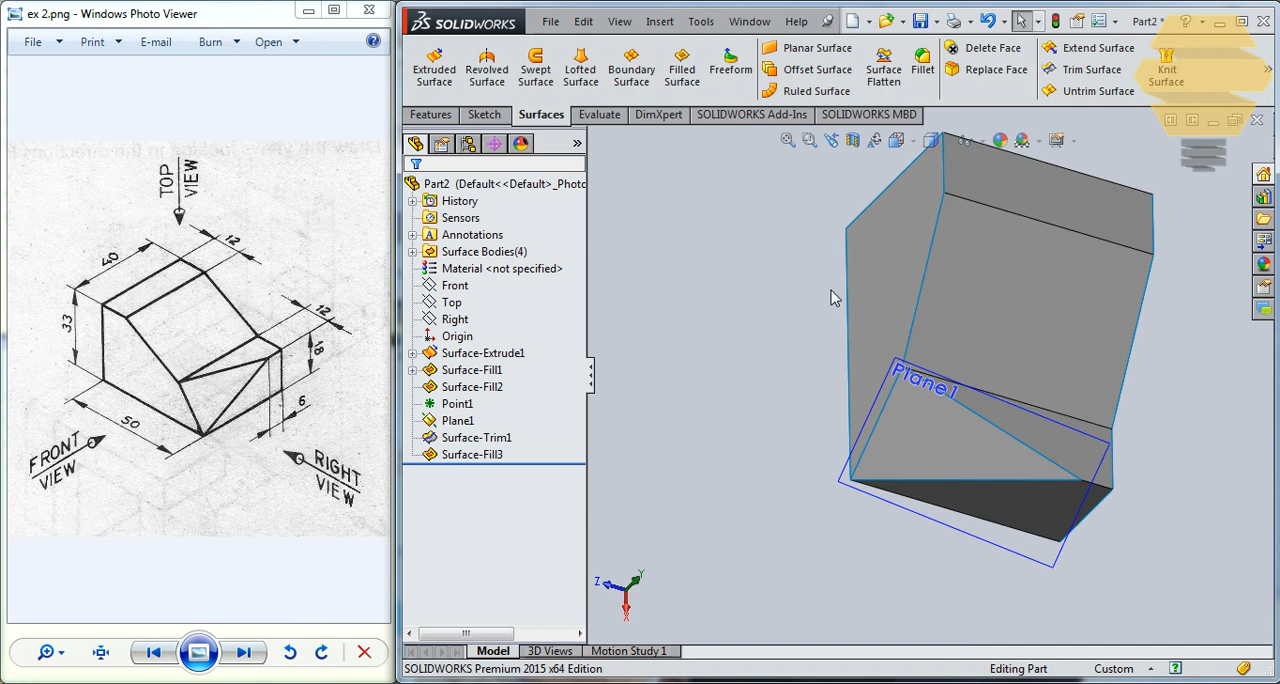 ex 2.png - Windows Photo Viewer
File Print E-mail Burn Open
TOP
VIEW
40
12
33
12
18
6
50
FRONT
VIEW
RIGHT
VIEW
SOLIDWORKS
File Edit View Insert Tools Window Help
Part2 *
Extruded
Surface
Revolved
Surface
Swept
Surface
Lofted
Surface
Boundary
Surface
Filled
Surface
Freeform
Planar Surface
Offset Surface
Ruled Surface
Surface
Flatten
Fillet
Delete Face
Replace Face
Extend Surface
Trim Surface
Untrim Surface
Knit
Surface
Features Sketch Surfaces Evaluate DimXpert SOLIDWORKS Add-Ins SOLIDWORKS MBD
Part2 (Default<<Default>_Photo
History
Sensors
Annotations
Surface Bodies(4)
Material <not specified>
Front
Top
Right
Origin
Surface-Extrude1
Surface-Fill1
Surface-Fill2
Point1
Plane1
Surface-Trim1
Surface-Fill3
Plane1
Z
Y
X
Model 3D Views Motion Study 1
SOLIDWORKS Premium 2015 x64 Edition Editing Part Custom